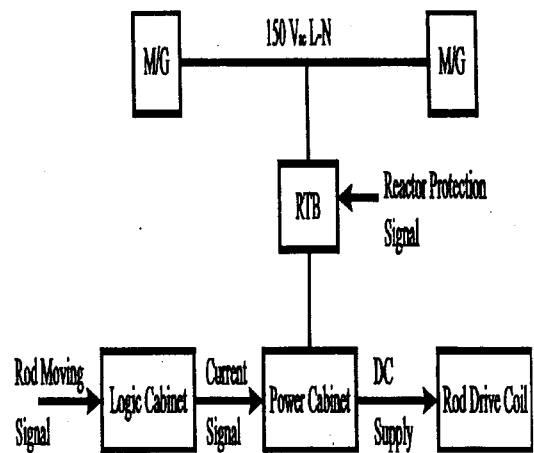 150 Vac L-N
M/G
M/G
RTB
Reactor Protection
Signal
Rod Moving
Signal
Logic Cabinet
Current
Signal
Power Cabinet
DC
Supply
Rod Drive Coil